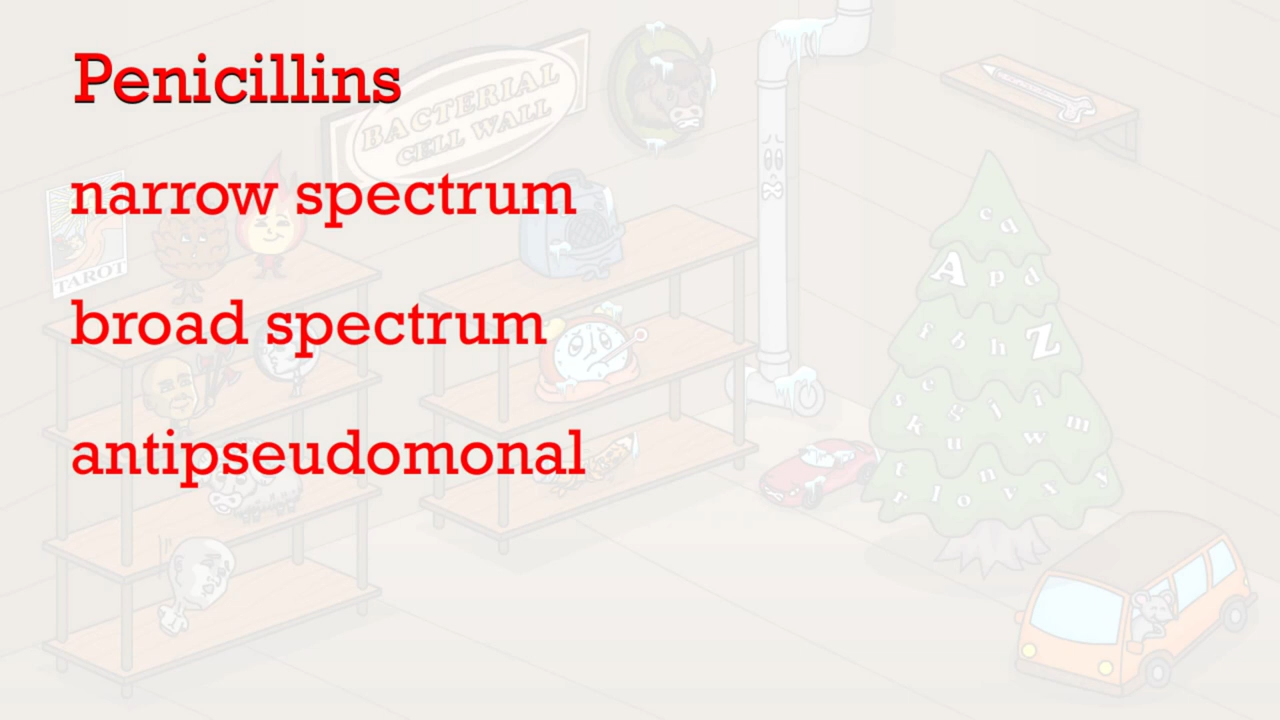 Penicillins
narrow spectrum
broad spectrum
antipseudomonal
BACTERIAL
CELL WALL
TAROT
c q
A p d
f b h Z
e g j i m
s k u w
t n y
r l o v x